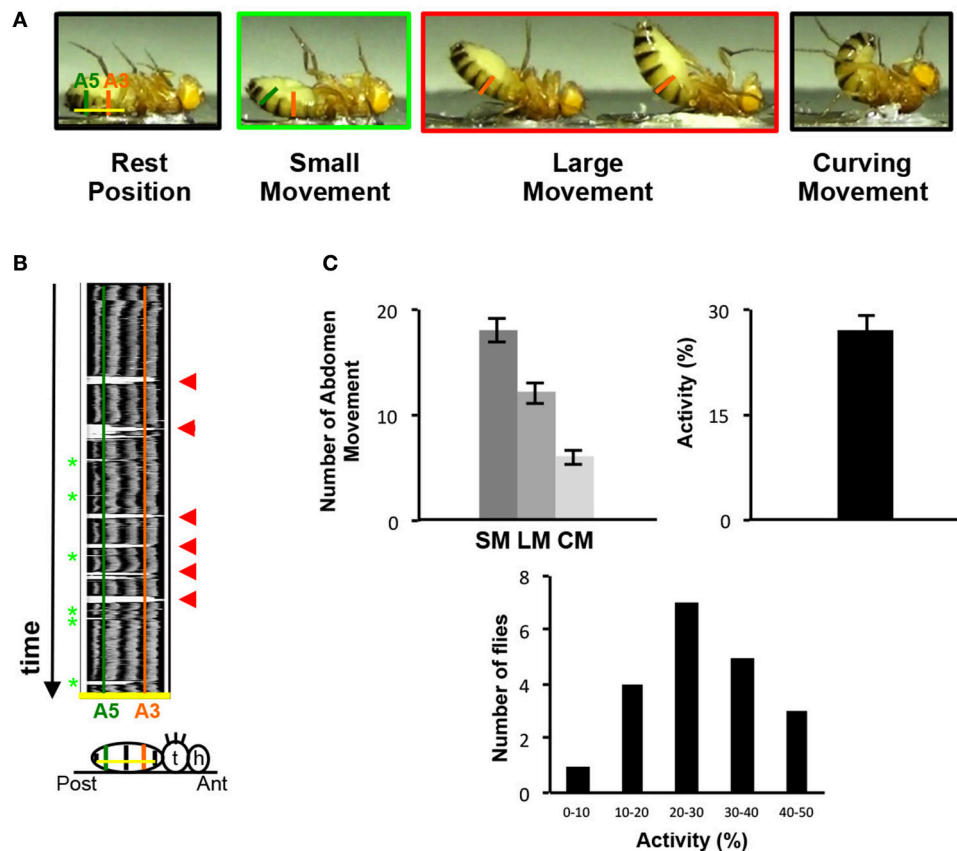 A
A5 A3
Rest
Position
Small
Movement
Large
Movement
Curving
Movement
B
time
*
*
*
*
*
*
A5 A3
t h
Post Ant
C
Number of Abdomen
Movement
20
10
0
SM LM CM
Activity (%)
30
15
0
Number of flies
8
6
4
2
0
0-10 10-20 20-30 30-40 40-50
Activity (%)